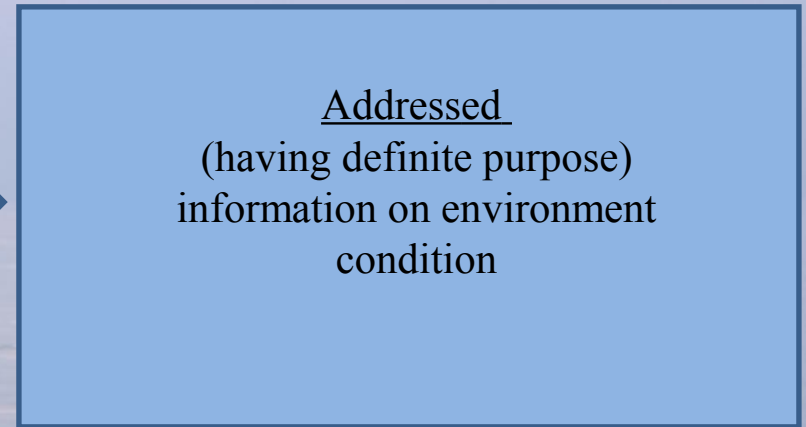 Addressed
(having definite purpose)
information on environment
condition